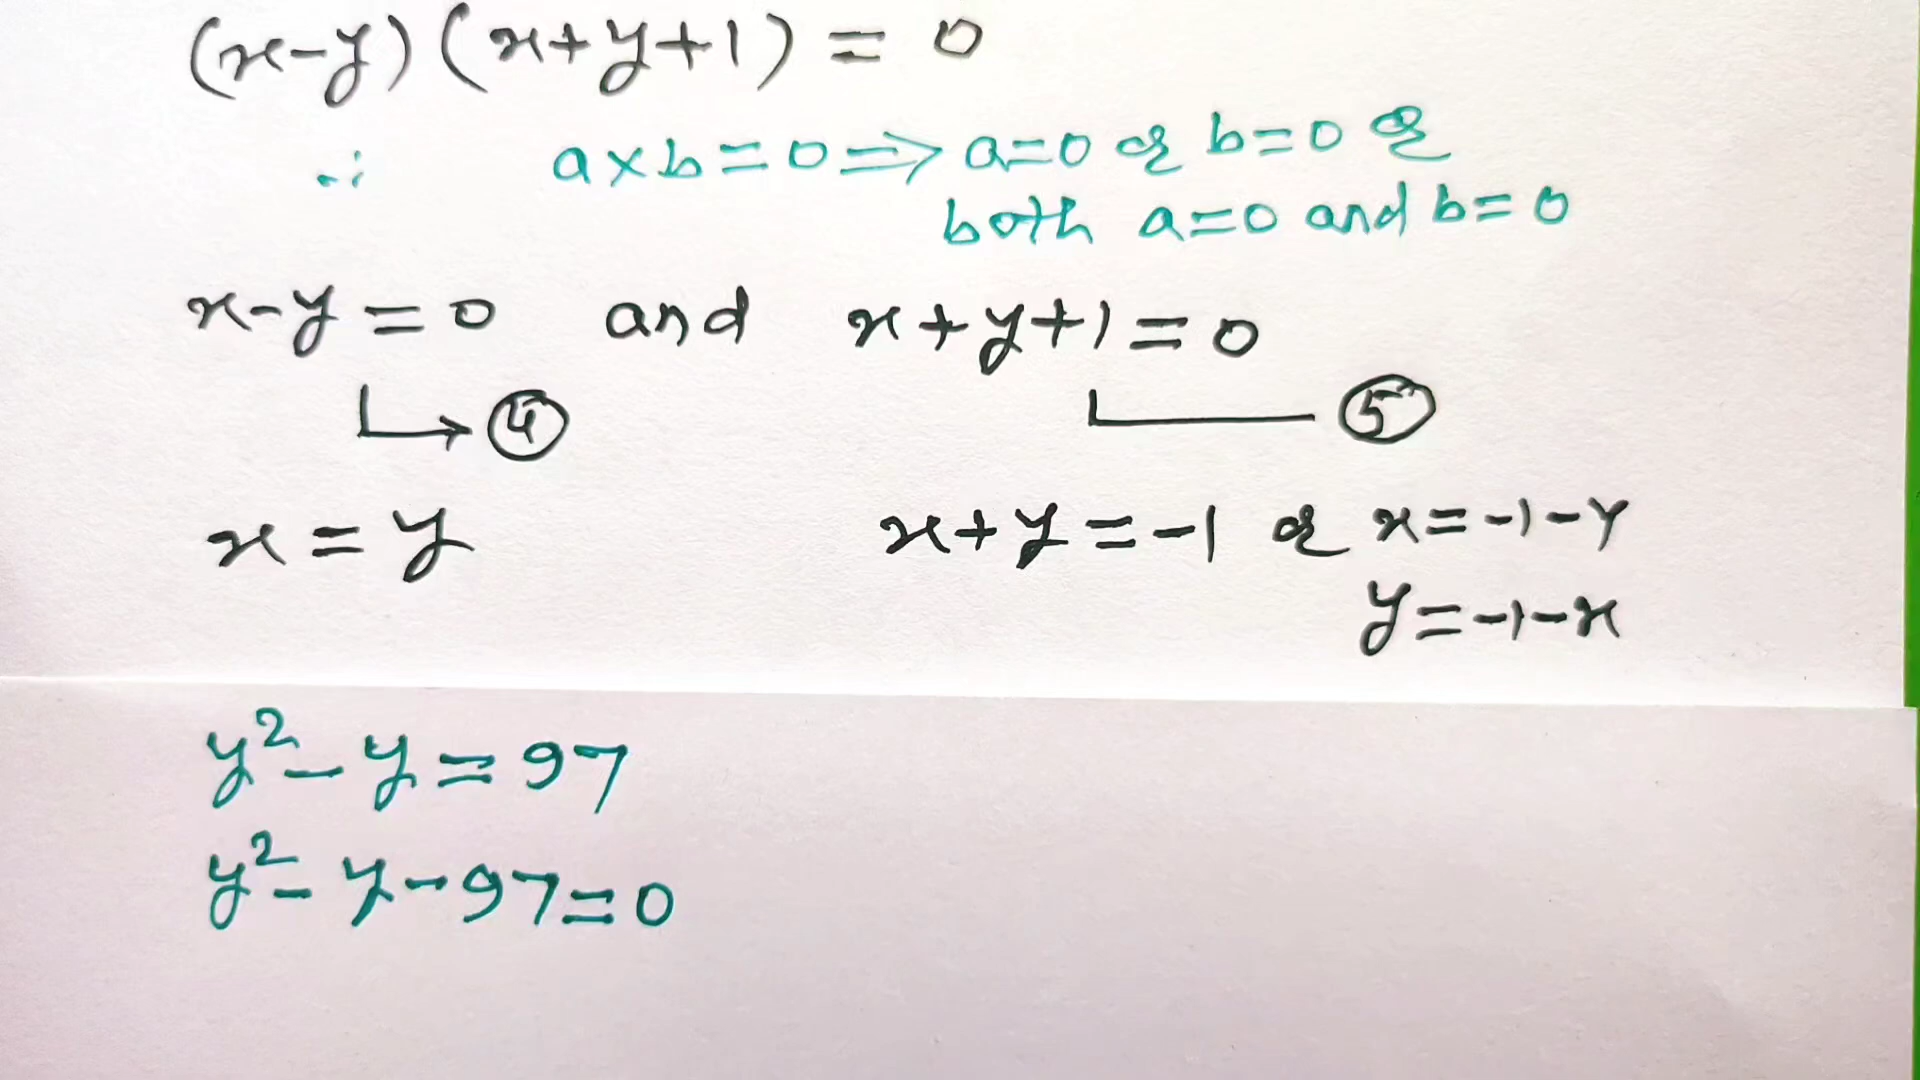 (x-y)(x+y+1) = 0
∵ a×b=0⇒a=0 or b=0 or
both a=0 and b=0
x-y=0 and x+y+1=0
④ ⑤
x=y x+y=-1 or x=-1-y
y=-1-x
y²-y=97
y²-y-97=0